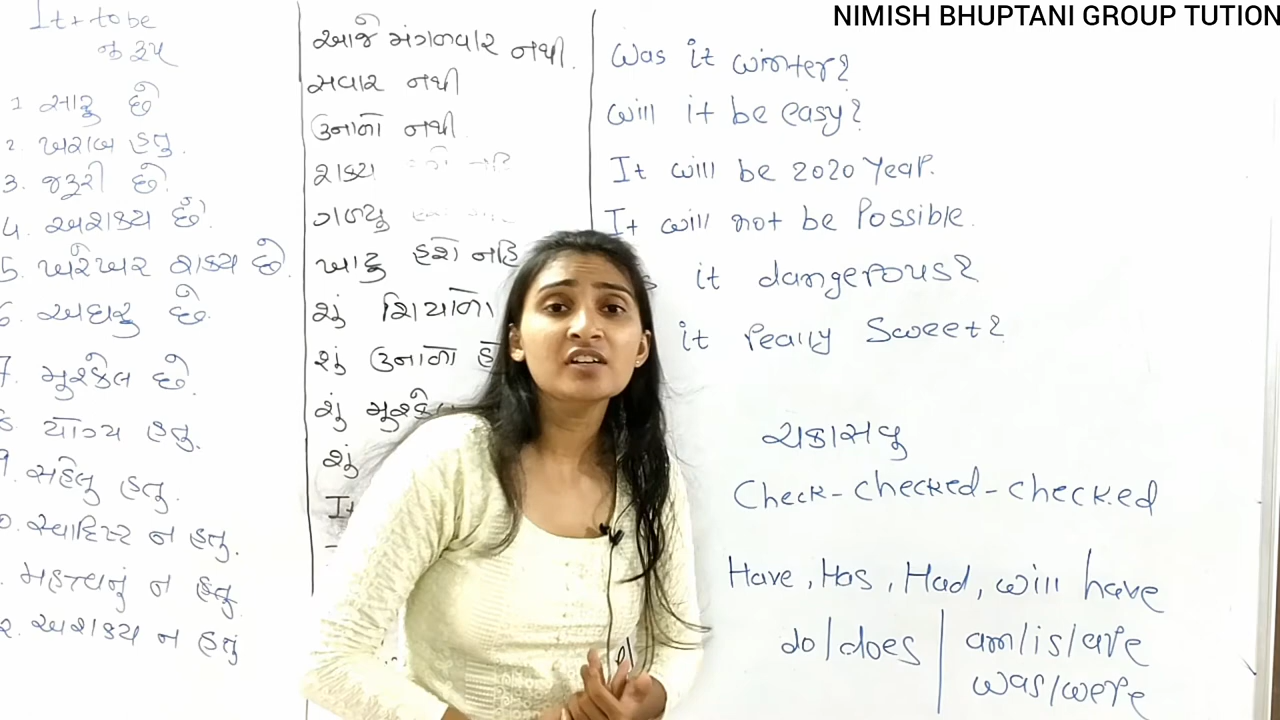 NIMISH BHUPTANI GROUP TUTION
It + to be
નુ રૂપ
1 સારુ છે
2. ખરાબ હતુ.
3. જરૂરી છે.
4. અશક્ય છે.
5. ખરેખર શક્ય છે.
6. અઘરુ છે.
7. મુશ્કેલ છે.
8. યોગ્ય હતુ.
9. સહેલુ હતુ.
0. સ્વાદિષ્ટ ન હતુ.
. મહત્વનું ન હતુ
2. અશક્ય ન હતું
આજે મંગળવાર નથી.
સવાર નથી
ઉનાળો નથી.
શક્ય
ગળ્યુ
ખાટુ હશે નહિ
શું શિયાળો
શું ઉનાળો
શું
શું
It
Was it winter?
Will it be easy?
It will be 2020 Year.
It will not be Possible.
it dangerous?
it really Sweet?
ચકાસવુ
Check - checked - checked
Have, Has, Had, will have
do/does | am/is/are
was/were